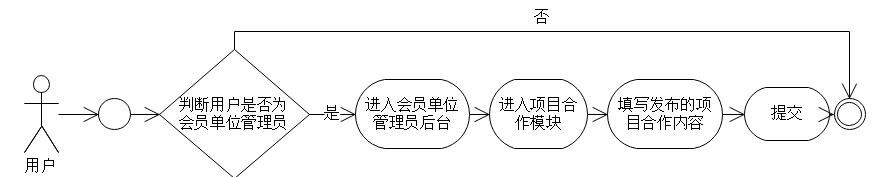 否
判断用户是否为
会员单位管理员
是
进入会员单位
管理员后台
进入项目合
作模块
填写发布的项
目合作内容
提交
用户